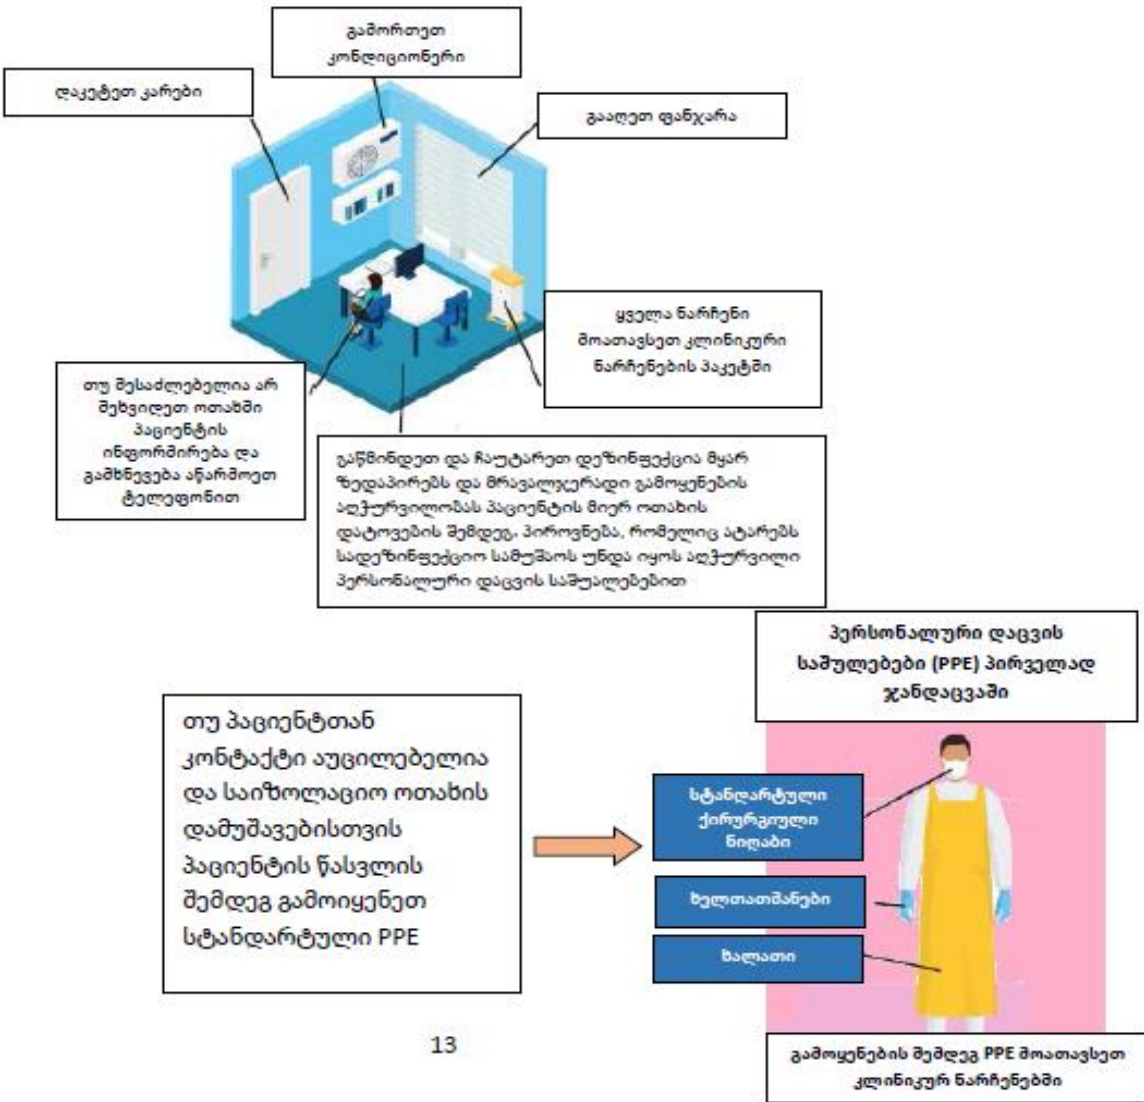 გამორთეთ
კონდიციონერი
დაკეტეთ კარები
გააღეთ ფანჯარა
ყველა ნარჩენი
მოათავსეთ კლინიკური
ნარჩენების პაკეტში
თუ შესაძლებელია არ
შეხვიდეთ ოთახში
პაციენტის
ინფორმირება და
გამხნევება აწარმოეთ
ტელეფონით
გაწმინდეთ და ჩაუტარეთ დეზინფექცია მყარ
ზედაპირებს და მრავალჯერადი გამოყენების
აღჭურვილობას პაციენტის მიერ ოთახის
დატოვების შემდეგ. პიროვნება, რომელიც ატარებს
სადეზინფექციო სამუშაოს უნდა იყოს აღჭურვილი
პერსონალური დაცვის საშუალებებით
პერსონალური დაცვის
საშულებები (PPE) პირველად
ჯანდაცვაში
თუ პაციენტთან
კონტაქტი აუცილებელია
და საიზოლაციო ოთახის
დამუშავებისთვის
პაციენტის წასვლის
შემდეგ გამოიყენეთ
სტანდარტული PPE
სტანდარტული
ქირურგიული
ნიღაბი
ხელთათმანები
ხალათი
გამოყენების შემდეგ PPE მოათავსეთ
კლინიკურ ნარჩენებში
13